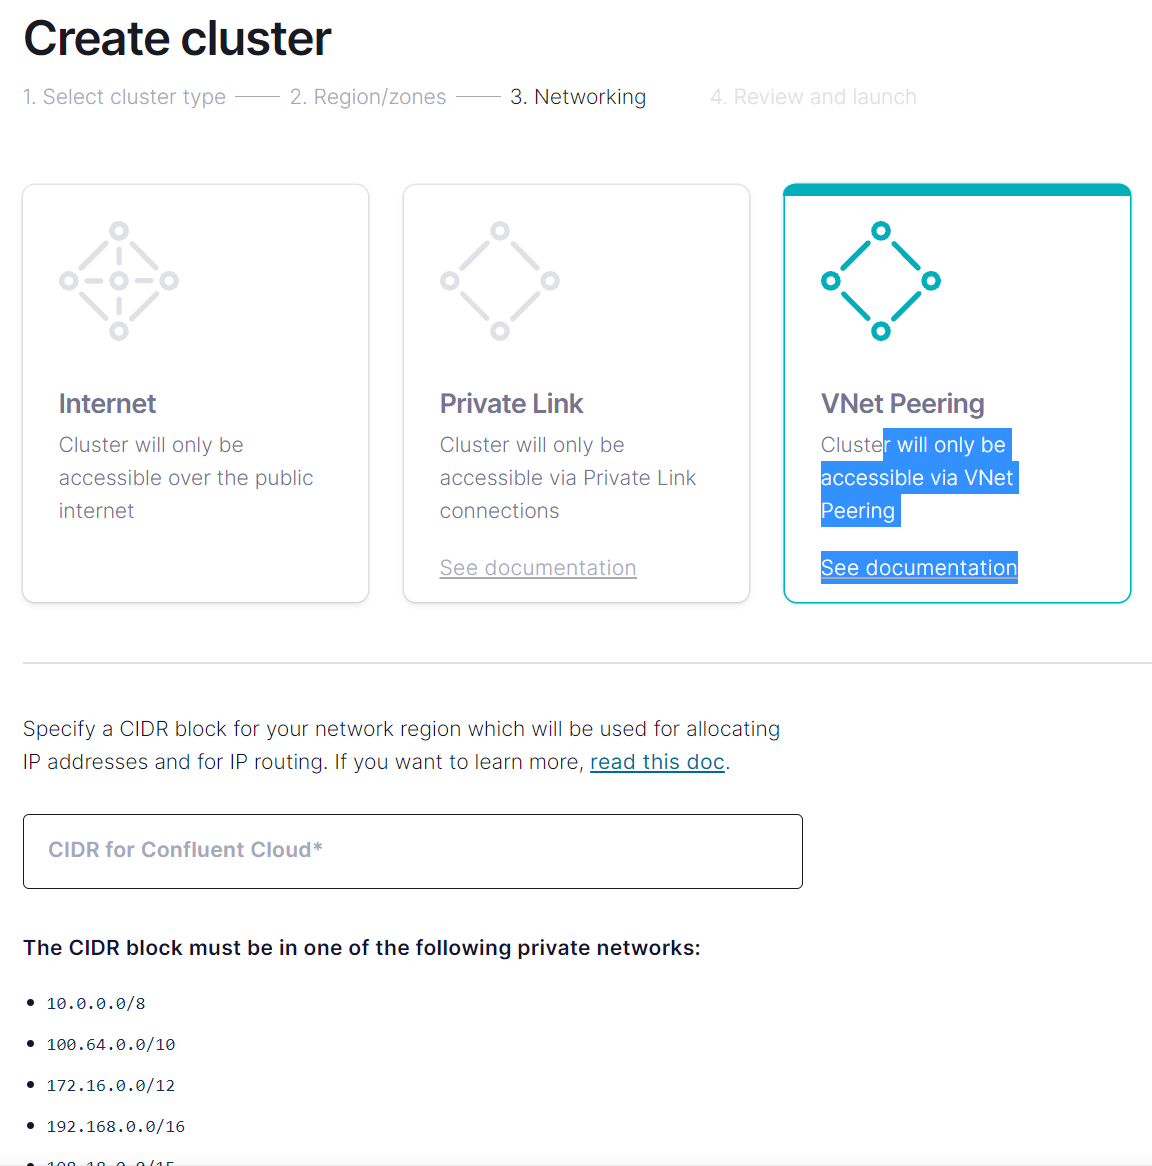 Create cluster
1. Select cluster type 2. Region/zones 3. Networking 4. Review and launch
Internet
Cluster will only be
accessible over the public
internet
Private Link
Cluster will only be
accessible via Private Link
connections
See documentation
VNet Peering
Cluster will only be
accessible via VNet
Peering
See documentation
Specify a CIDR block for your network region which will be used for allocating
IP addresses and for IP routing. If you want to learn more, read this doc.
CIDR for Confluent Cloud*
The CIDR block must be in one of the following private networks:
• 10.0.0.0/8
• 100.64.0.0/10
• 172.16.0.0/12
• 192.168.0.0/16
• 198.18.0.0/15